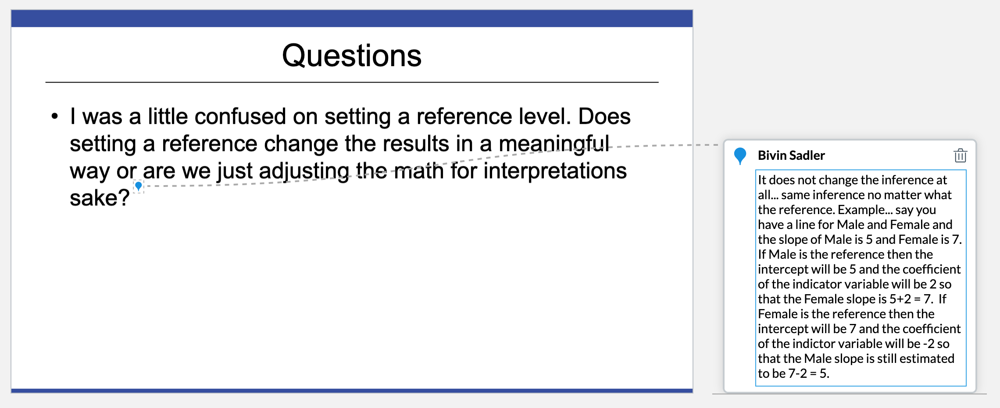 Questions
• I was a little confused on setting a reference level. Does
setting a reference change the results in a meaningful
way or are we just adjusting the math for interpretations
sake?
Bivin Sadler
It does not change the inference at
all... same inference no matter what
the reference. Example... say you
have a line for Male and Female and
the slope of Male is 5 and Female is 7.
If Male is the reference then the
intercept will be 5 and the coefficient
of the indicator variable will be 2 so
that the Female slope is 5+2 = 7.  If
Female is the reference then the
intercept will be 7 and the coefficient
of the indictor variable will be -2 so
that the Male slope is still estimated
to be 7-2 = 5.